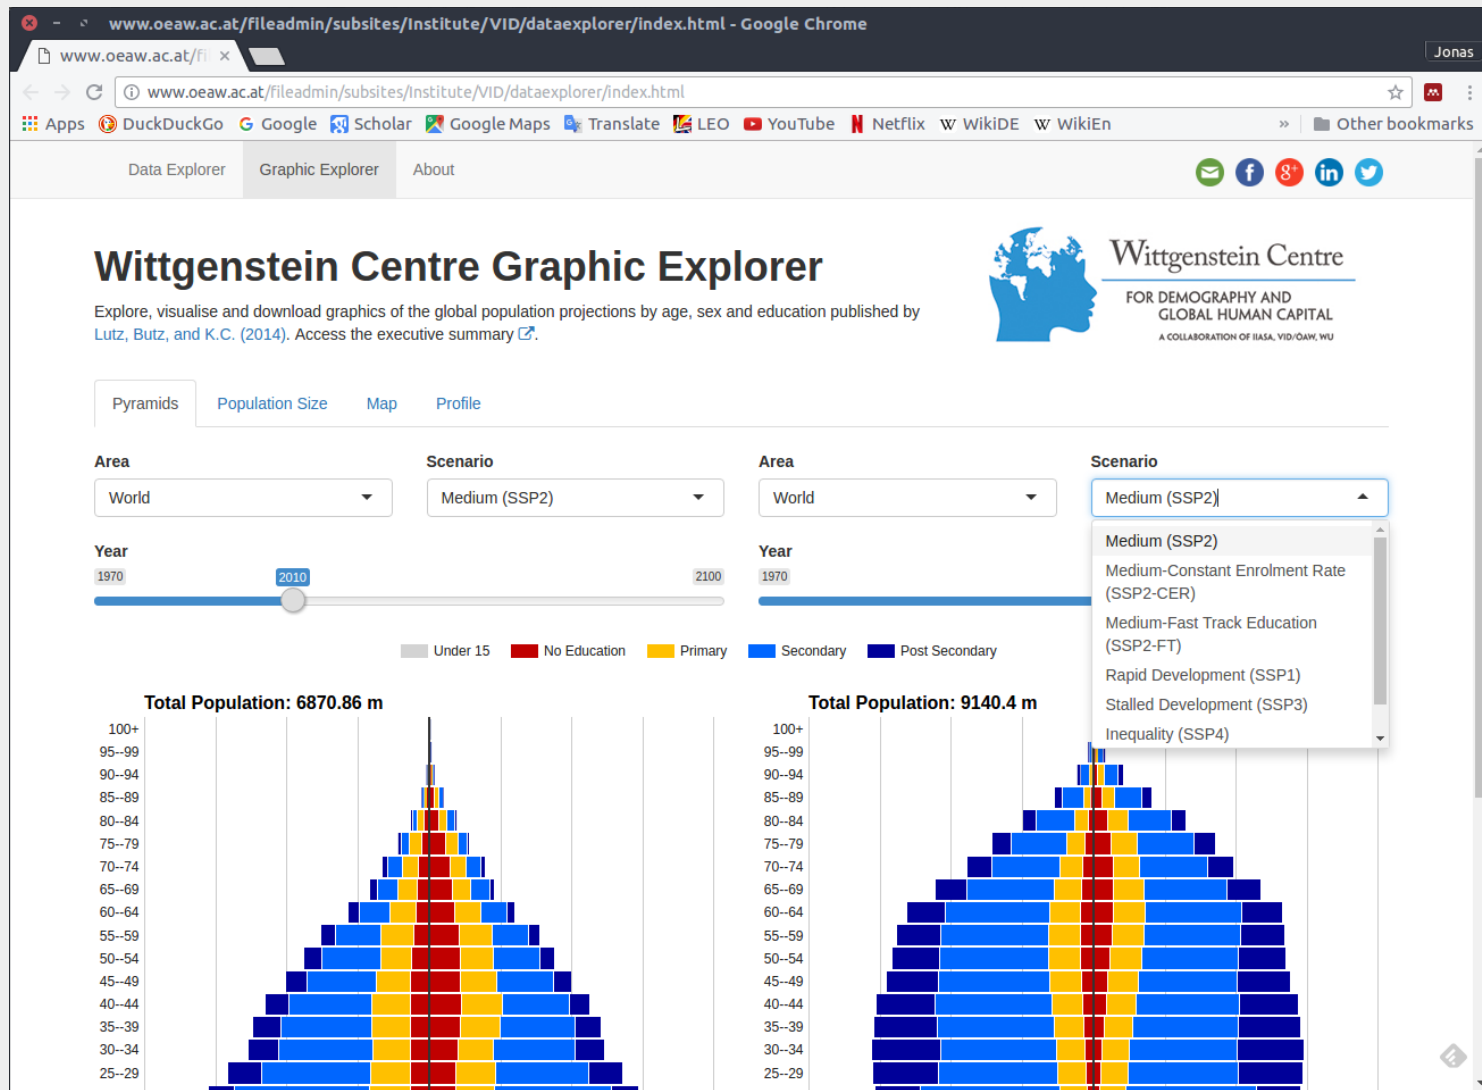 www.oeaw.ac.at/fileadmin/subsites/Institute/VID/dataexplorer/index.html - Google Chrome
www.oeaw.ac.at/fil
Jonas
www.oeaw.ac.at/fileadmin/subsites/Institute/VID/dataexplorer/index.html
Apps DuckDuckGo Google Scholar Google Maps Translate LEO YouTube Netflix WikiDE WikiEn » Other bookmarks
Data Explorer Graphic Explorer About
Wittgenstein Centre Graphic Explorer
Explore, visualise and download graphics of the global population projections by age, sex and education published by
Lutz, Butz, and K.C. (2014). Access the executive summary.
Wittgenstein Centre
FOR DEMOGRAPHY AND
GLOBAL HUMAN CAPITAL
A COLLABORATION OF IIASA, VID/ÖAW, WU
Pyramids Population Size Map Profile
Area Scenario Area Scenario
World Medium (SSP2) World Medium (SSP2)
Year Year
1970 2010 2100 1970
Medium (SSP2)
Medium-Constant Enrolment Rate
(SSP2-CER)
Medium-Fast Track Education
(SSP2-FT)
Rapid Development (SSP1)
Stalled Development (SSP3)
Inequality (SSP4)
Under 15 No Education Primary Secondary Post Secondary
Total Population: 6870.86 m
100+
95--99
90--94
85--89
80--84
75--79
70--74
65--69
60--64
55--59
50--54
45--49
40--44
35--39
30--34
25--29
Total Population: 9140.4 m
100+
95--99
90--94
85--89
80--84
75--79
70--74
65--69
60--64
55--59
50--54
45--49
40--44
35--39
30--34
25--29